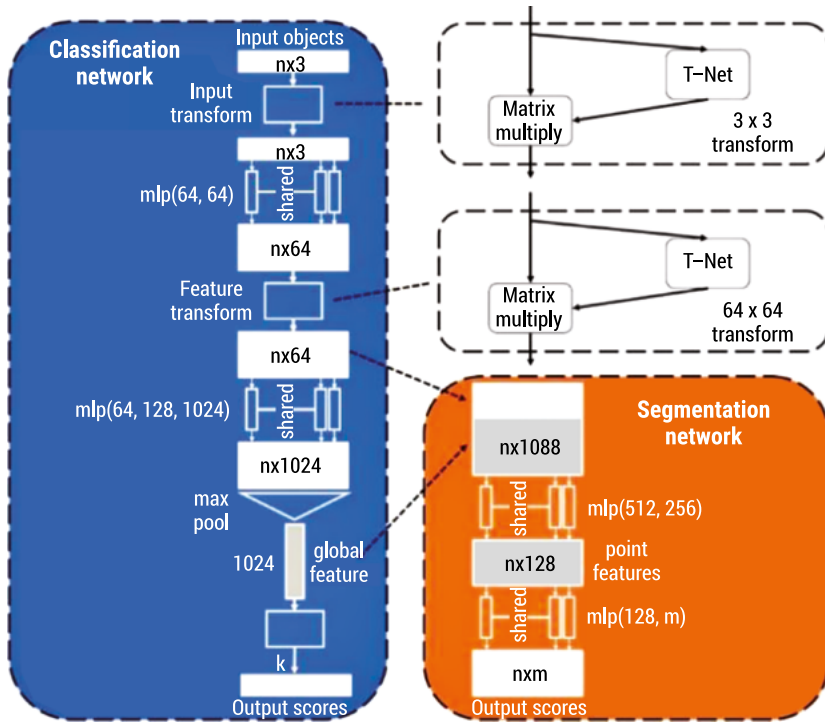 Classification
network
Input objects
nx3
Input
transform
nx3
mlp(64, 64)
shared
nx64
Feature
transform
nx64
mlp(64, 128, 1024)
shared
nx1024
max
pool
1024
global
feature
k
Output scores
T–Net
Matrix
multiply
3 x 3
transform
T–Net
Matrix
multiply
64 x 64
transform
Segmentation
network
nx1088
shared
mlp(512, 256)
nx128
point
features
shared
mlp(128, m)
nxm
Output scores